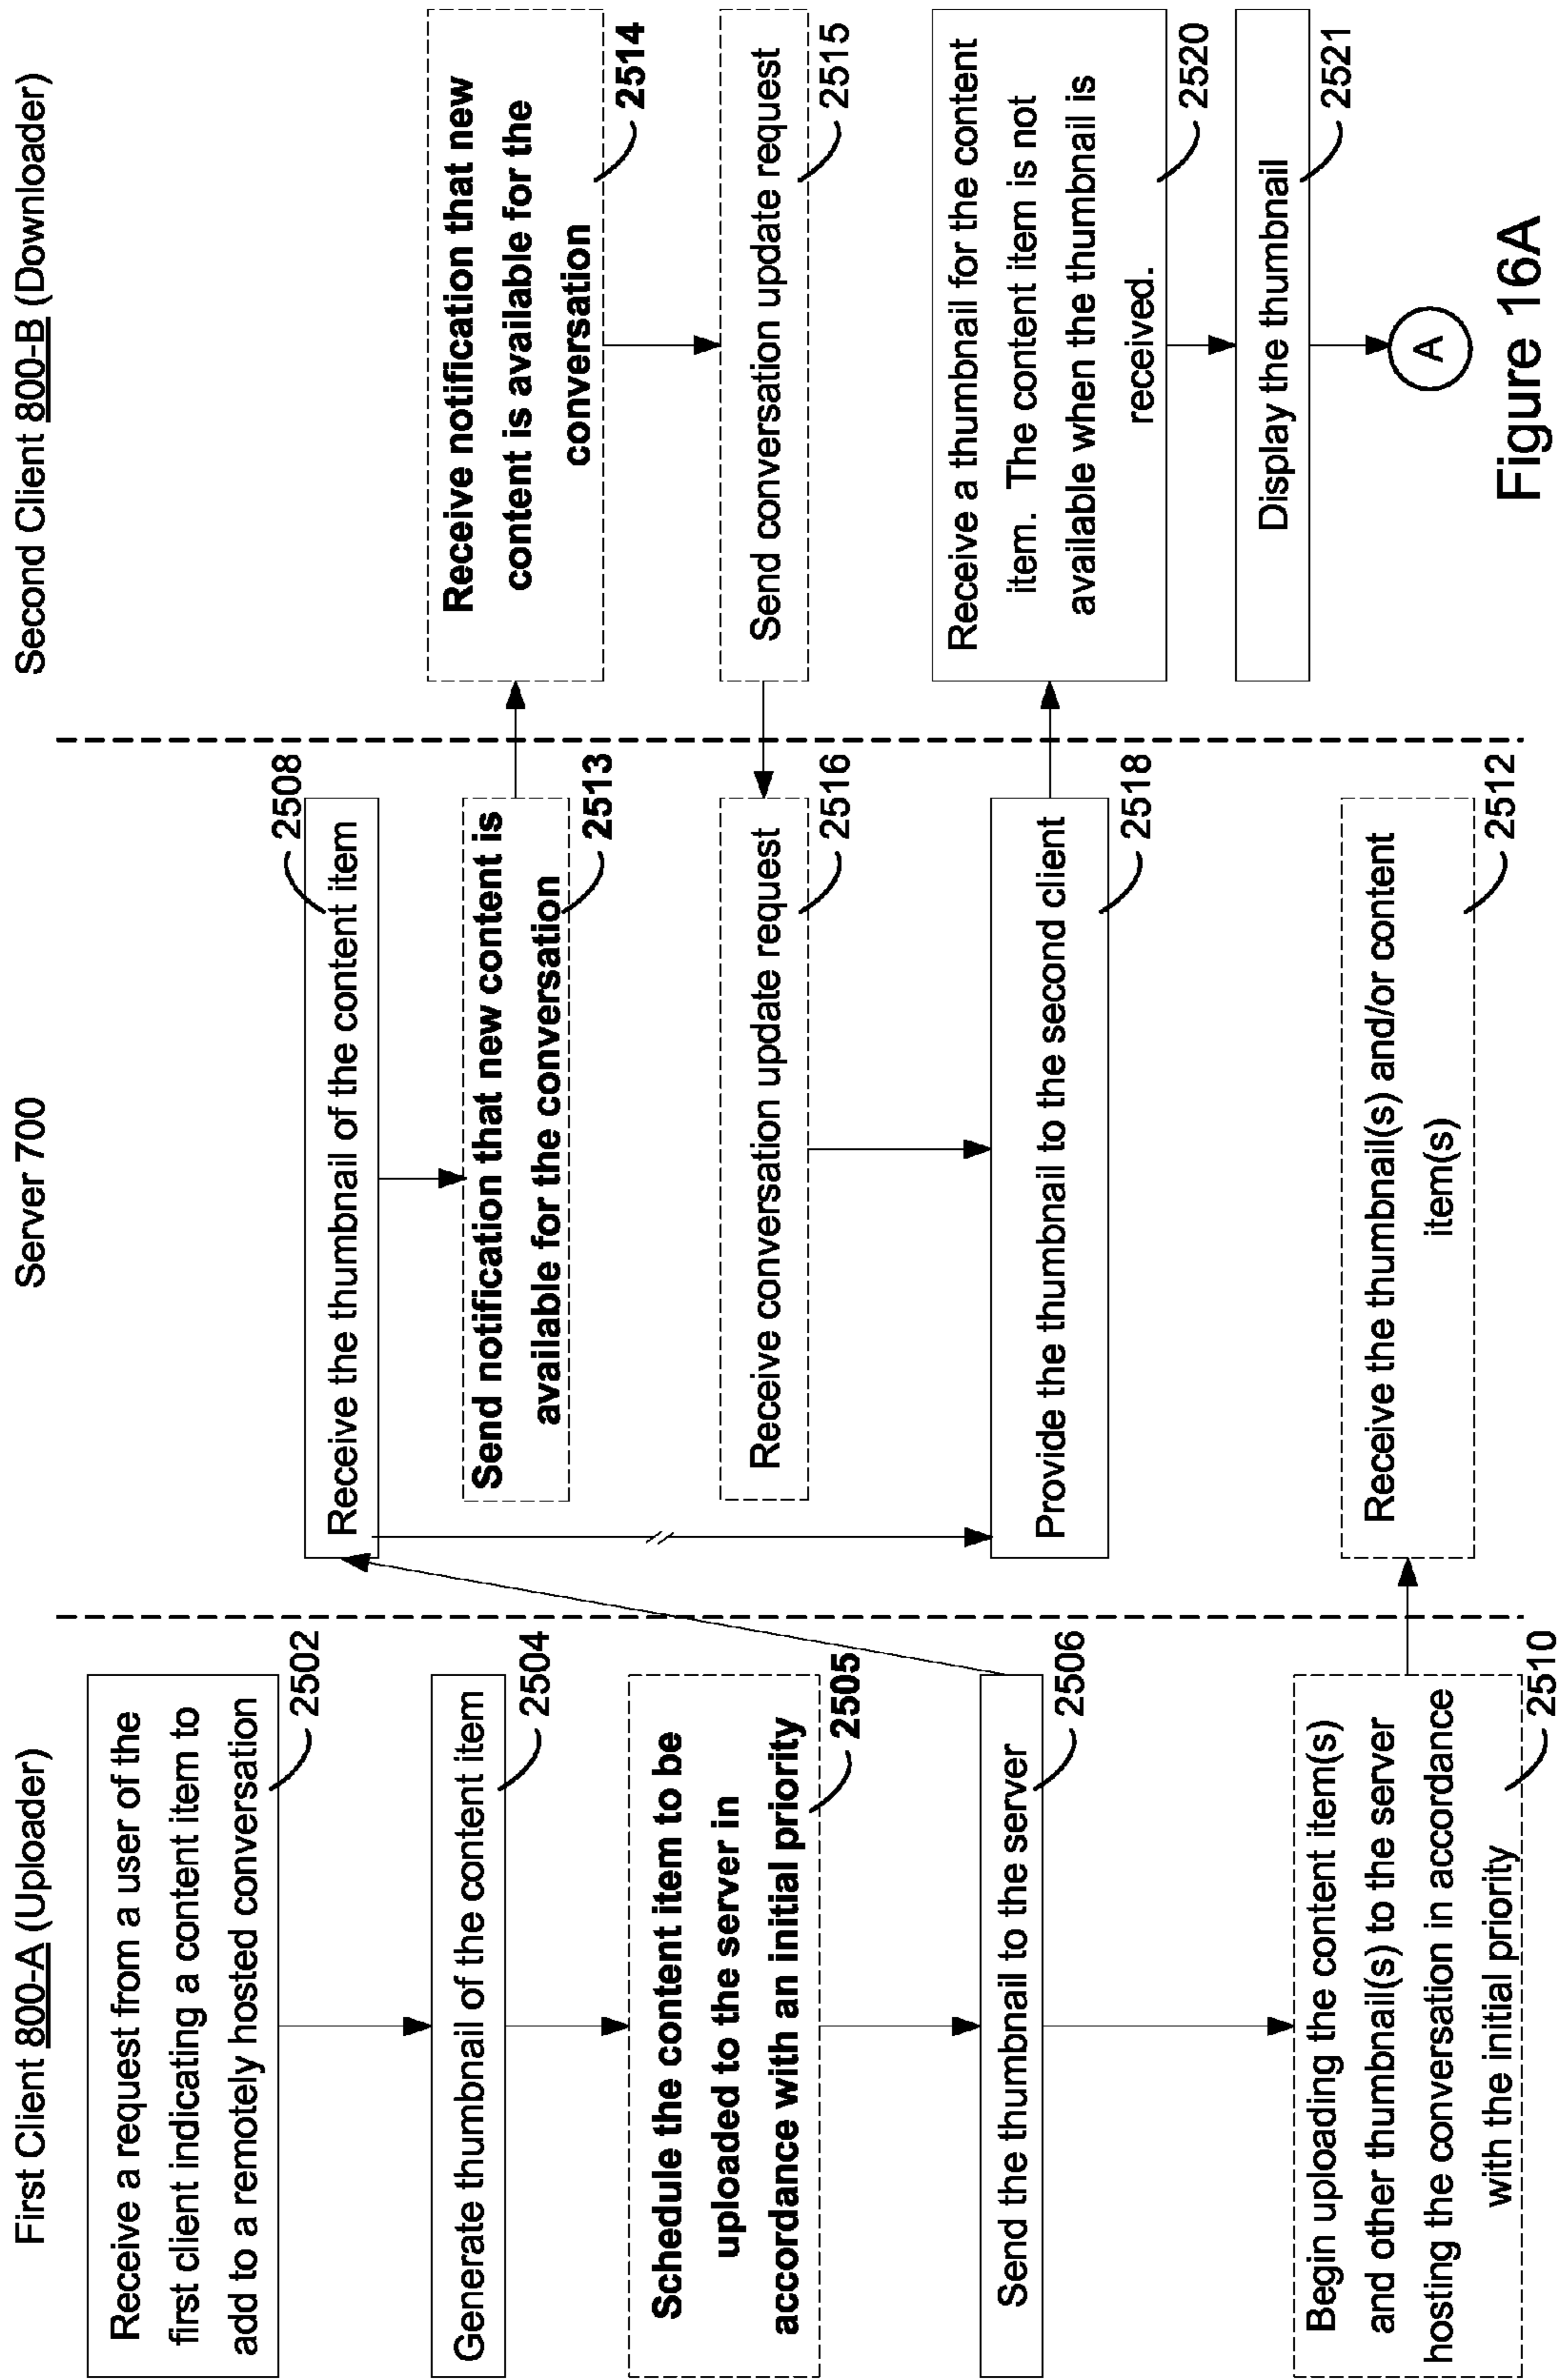 First Client 800-A (Uploader)
Receive a request from a user of the
first client indicating a content item to
add to a remotely hosted conversation
2502
Generate thumbnail of the content item
2504
Schedule the content item to be
uploaded to the server in
accordance with an initial priority
2505
Send the thumbnail to the server
2506
Begin uploading the content item(s)
and other thumbnail(s) to the server
hosting the conversation in accordance
with the initial priority
2510
Server 700
2508
Receive the thumbnail of the content item
Send notification that new content is
available for the conversation
2513
Receive conversation update request
2516
Provide the thumbnail to the second client
2518
Receive the thumbnail(s) and/or content
item(s)
2512
Second Client 800-B (Downloader)
Receive notification that new
content is available for the
conversation
2514
Send conversation update request
2515
Receive a thumbnail for the content
item. The content item is not
available when the thumbnail is
received.
2520
Display the thumbnail
2521
A
Figure 16A